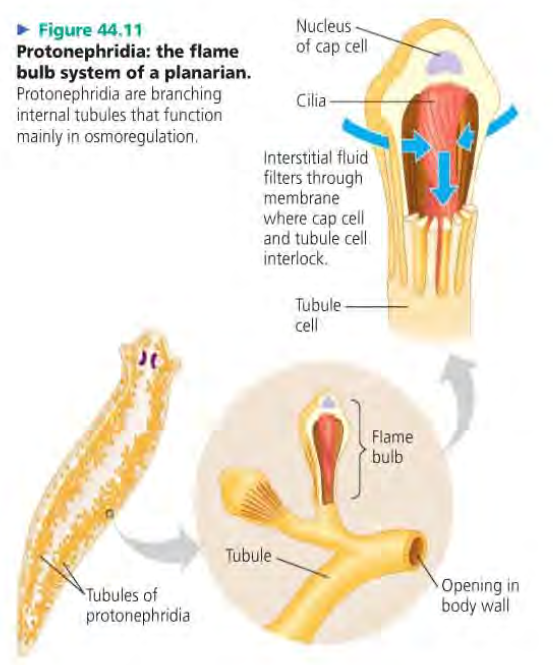 ▶ Figure 44.11
Protonephridia: the flame
bulb system of a planarian.
Protonephridia are branching
internal tubules that function
mainly in osmoregulation.
Nucleus
of cap cell
Cilia
Interstitial fluid
filters through
membrane
where cap cell
and tubule cell
interlock.
Tubule
cell
Flame
bulb
Tubule
Opening in
body wall
Tubules of
protonephridia